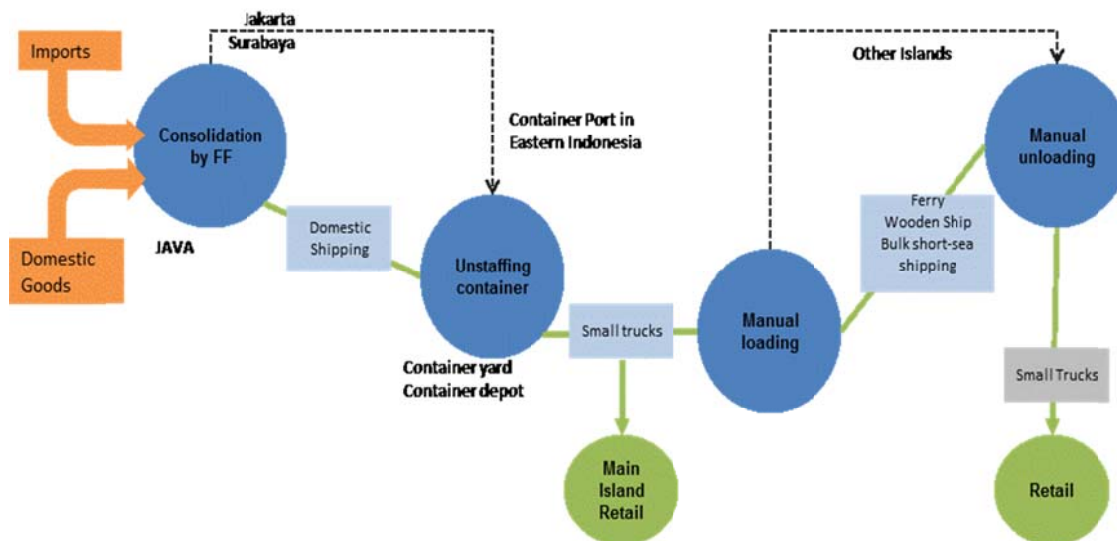 Jakarta
Surabaya
Imports
Other Islands
Consolidation
by FF
Container Port in
Eastern Indonesia
Manual
unloading
Domestic
Shipping
Ferry
Wooden Ship
Bulk short-sea
shipping
JAVA
Domestic
Goods
Unstaffing
container
Small trucks
Manual
loading
Container yard
Container depot
Small Trucks
Main
Island
Retail
Retail